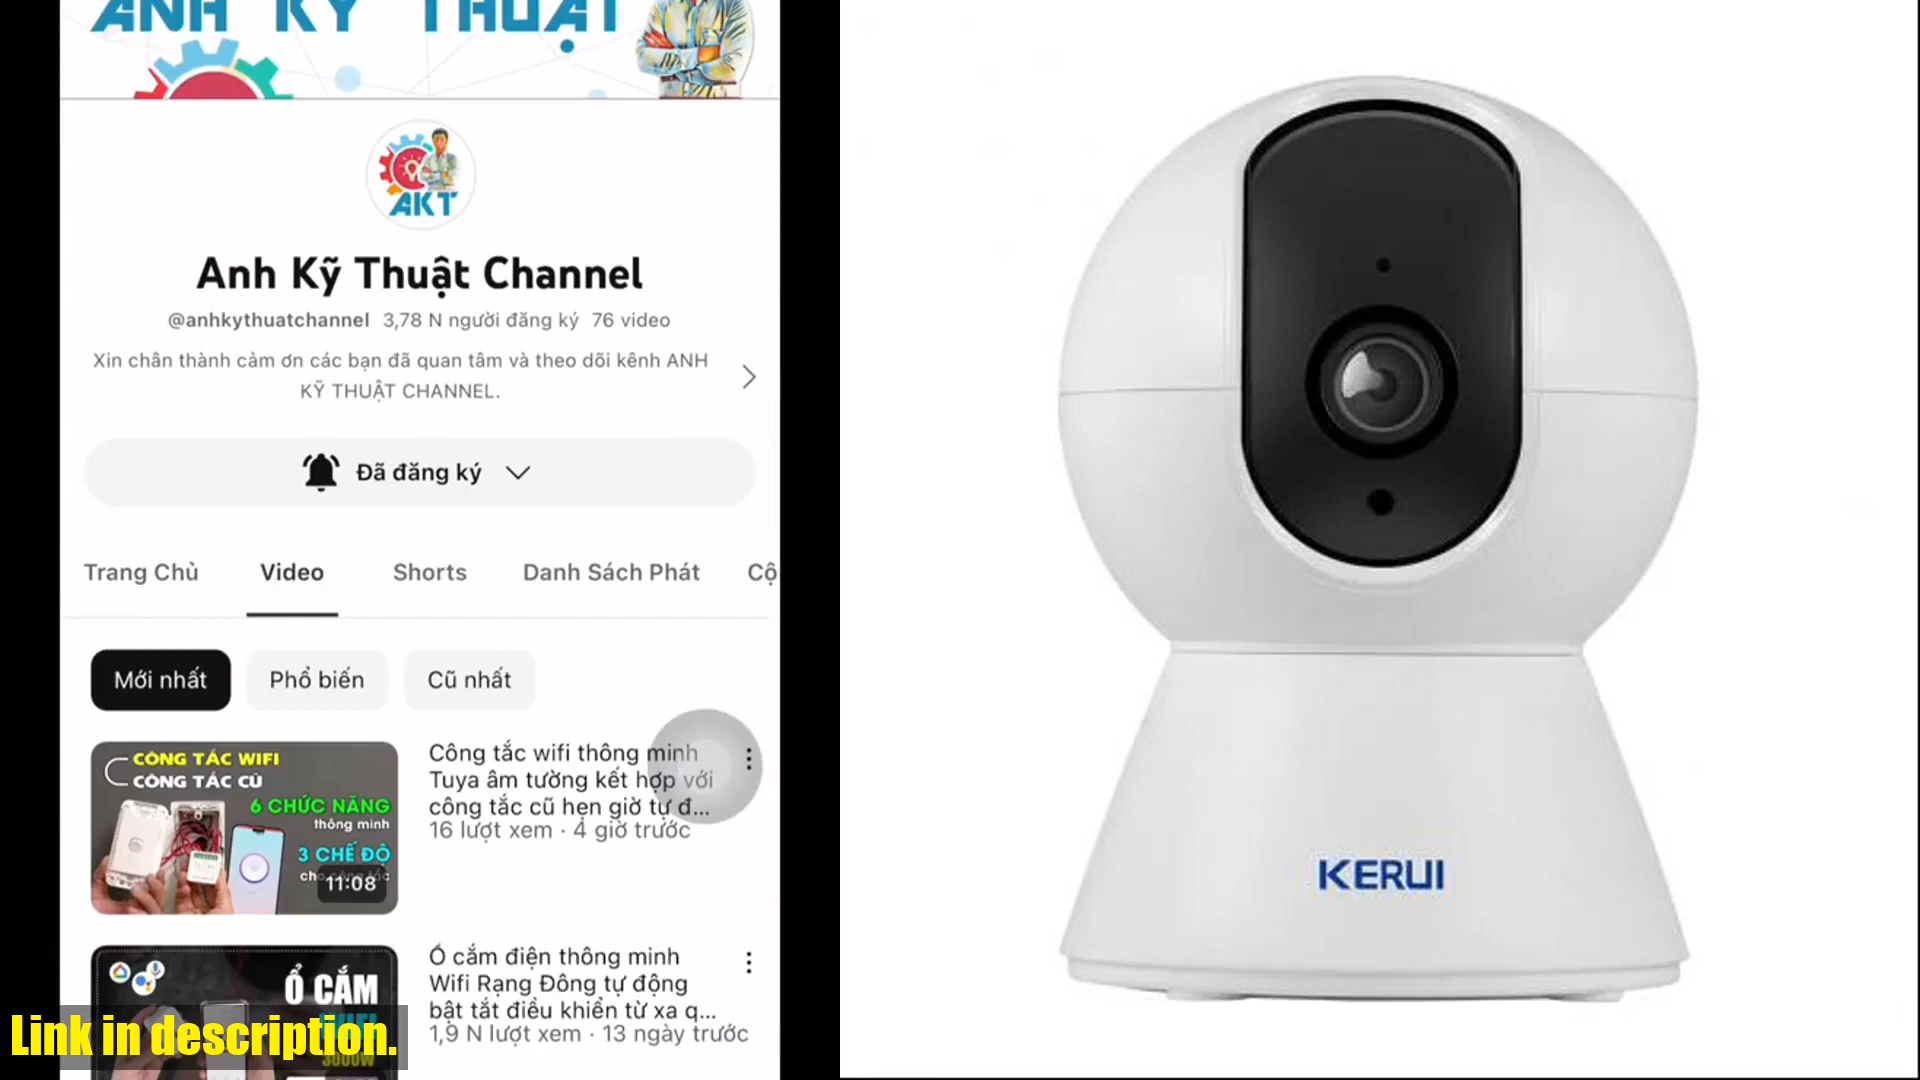 ANH KỸ THUẬT
AKT
Anh Kỹ Thuật Channel
@anhkythuatchannel 3,78 N người đăng ký 76 video
Xin chân thành cảm ơn các bạn đã quan tâm và theo dõi kênh ANH
KỸ THUẬT CHANNEL.
Đã đăng ký
Trang Chủ Video Shorts Danh Sách Phát Cộ
Mới nhất Phổ biến Cũ nhất
CÔNG TẮC WIFI
CÔNG TẮC CŨ
6 CHỨC NĂNG
thông minh
3 CHẾ ĐỘ
cho công tắc
11:08
Công tắc wifi thông minh
Tuya âm tường kết hợp với
công tắc cũ hẹn giờ tự đ...
16 lượt xem · 4 giờ trước
Ổ CẮM
WIFI
3000W
Ổ cắm điện thông minh
Wifi Rạng Đông tự động
bật tắt điều khiển từ xa q...
1,9 N lượt xem · 13 ngày trước
Link in description.
KERUI